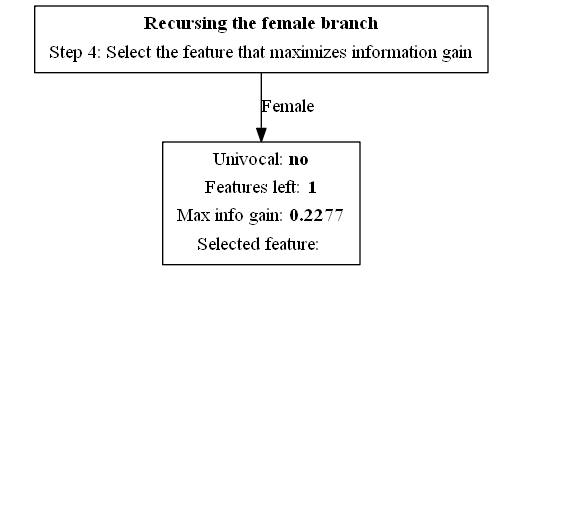 Recursing the female branch
Step 4: Select the feature that maximizes information gain
Female
Univocal: no
Features left: 1
Max info gain: 0.2277
Selected feature: